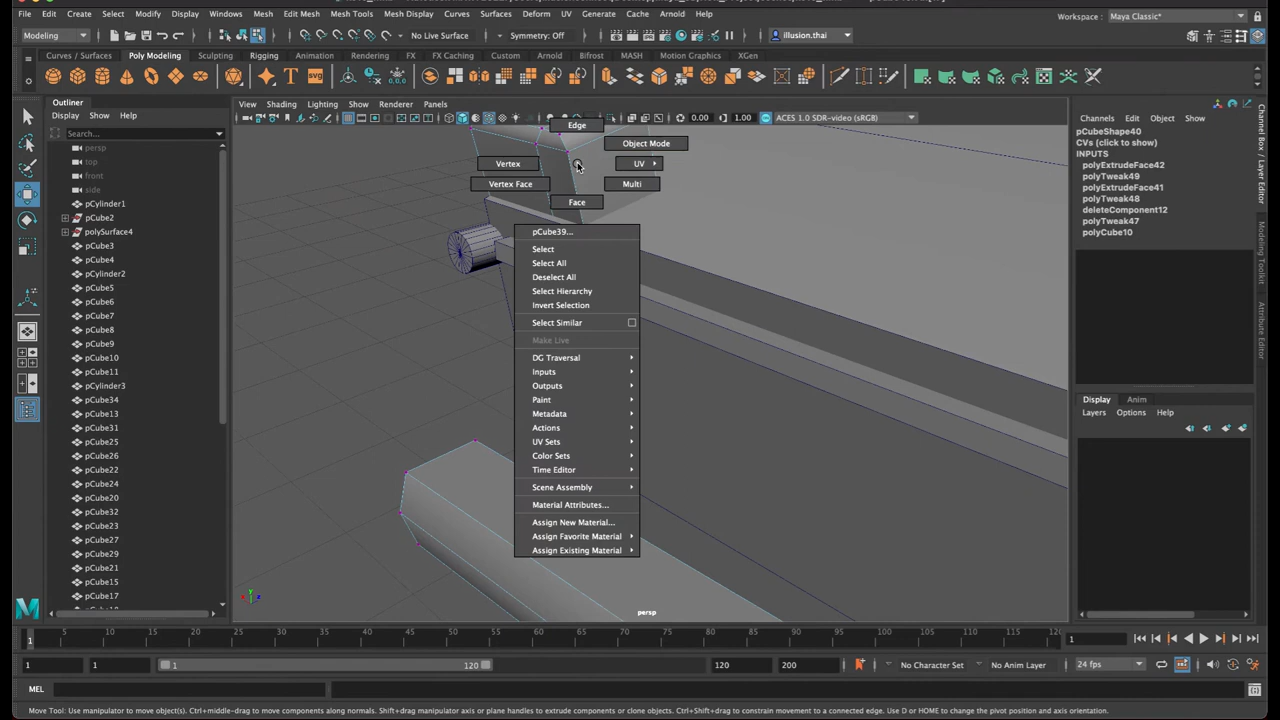 File Edit Create Select Modify Display Windows Mesh Edit Mesh Mesh Tools Mesh Display Curves Surfaces Deform UV Generate Cache Arnold Help
Workspace : Maya Classic*
Modeling No Live Surface Symmetry: Off illusion.thai
Curves / Surfaces Poly Modeling Sculpting Rigging Animation Rendering FX FX Caching Custom Arnold Bifrost MASH Motion Graphics XGen
Outliner
Display Show Help
Search...
persp
top
front
side
pCylinder1
pCube2
polySurface4
pCube3
pCube4
pCylinder2
pCube5
pCube6
pCube7
pCube8
pCube9
pCube10
pCube11
pCylinder3
pCube34
pCube13
pCube31
pCube25
pCube26
pCube22
pCube24
pCube20
pCube32
pCube23
pCube27
pCube29
pCube21
pCube15
View Shading Lighting Show Renderer Panels
0.00 1.00 ACES 1.0 SDR-video (sRGB)
Edge
Object Mode
Vertex UV
Vertex Face Multi
Face
pCube39...
Select
Select All
Deselect All
Select Hierarchy
Invert Selection
Select Similar
Make Live
DG Traversal
Inputs
Outputs
Paint
Metadata
Actions
UV Sets
Color Sets
Time Editor
Scene Assembly
Material Attributes...
Assign New Material...
Assign Favorite Material
Assign Existing Material
persp
Channels Edit Object Show
pCubeShape40
CVs (click to show)
INPUTS
polyExtrudeFace42
polyTweak49
polyExtrudeFace41
polyTweak48
deleteComponent12
polyTweak47
polyCube10
Display Anim
Layers Options Help
Channel Box / Layer Editor
Modeling Toolkit
Attribute Editor
1 5 10 15 20 25 30 35 40 45 50 55 60 65 70 75 80 85 90 95 100 105 110 115 120 1
1 1 1 120 120 200 No Character Set No Anim Layer 24 fps
MEL
Move Tool: Use manipulator to move object(s). Ctrl+middle-drag to move components along normals. Shift+drag manipulator axis or plane handles to extrude components or clone objects. Ctrl+Shift+drag to constrain movement to a connected edge. Use D or HOME to change the pivot position and axis orientation.